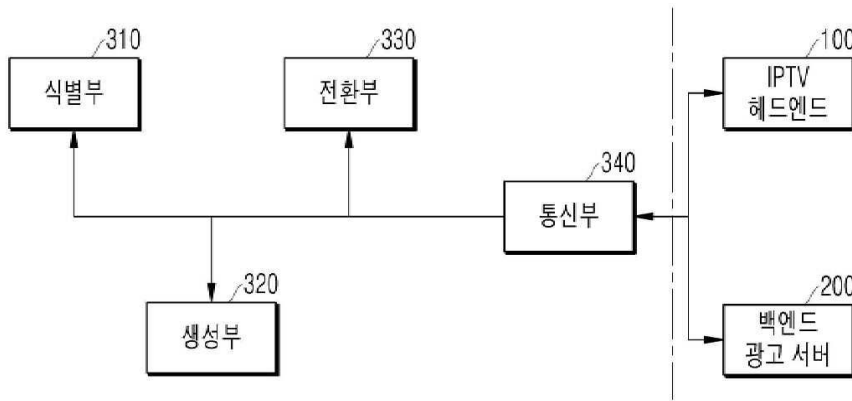 310
식별부
330
전환부
100
IPTV
헤드엔드
340
통신부
320
생성부
200
백엔드
광고 서버